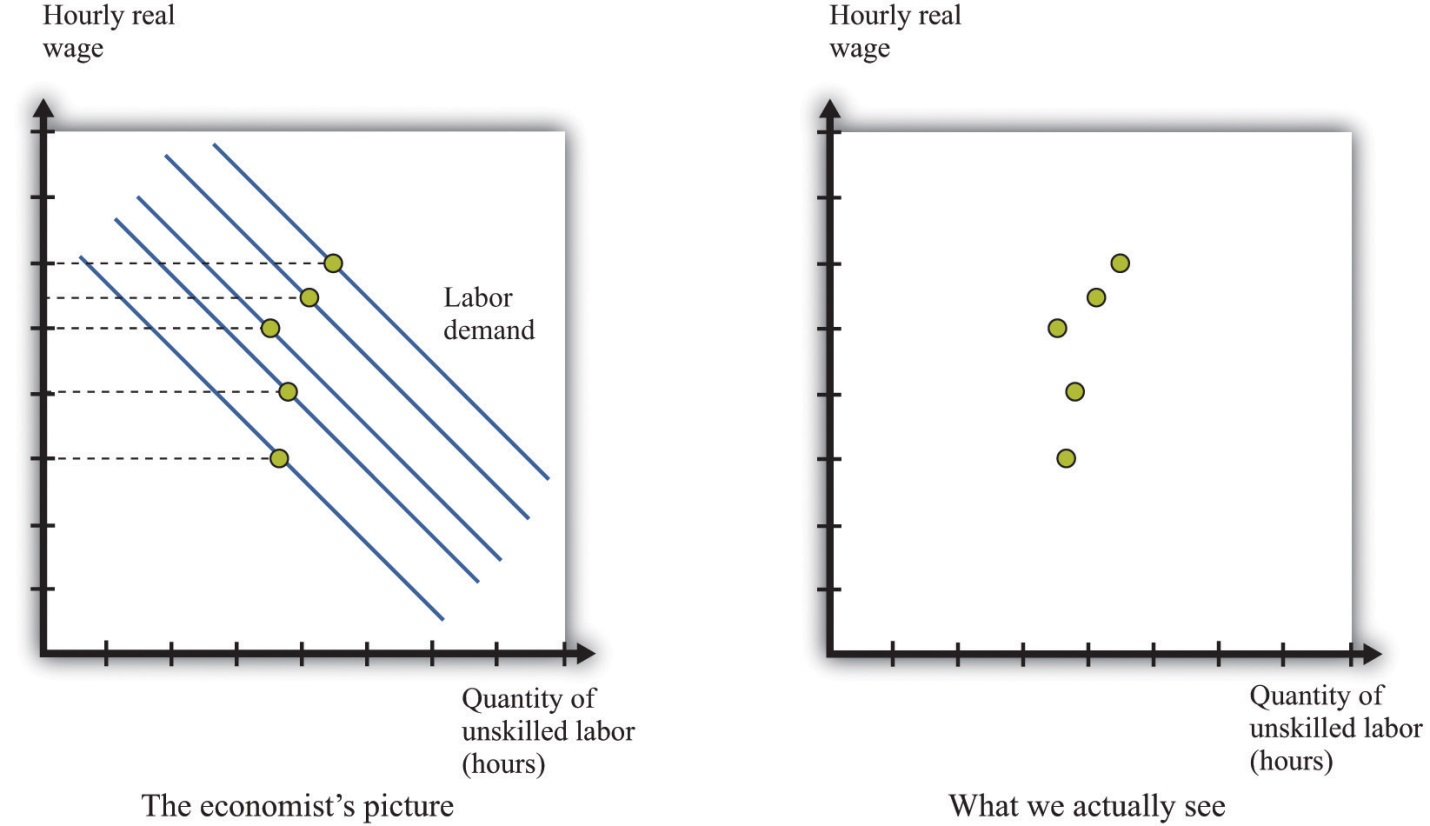 Hourly real
wage
Labor
demand
Quantity of
unskilled labor
(hours)
The economist’s picture
Hourly real
wage
Quantity of
unskilled labor
(hours)
What we actually see